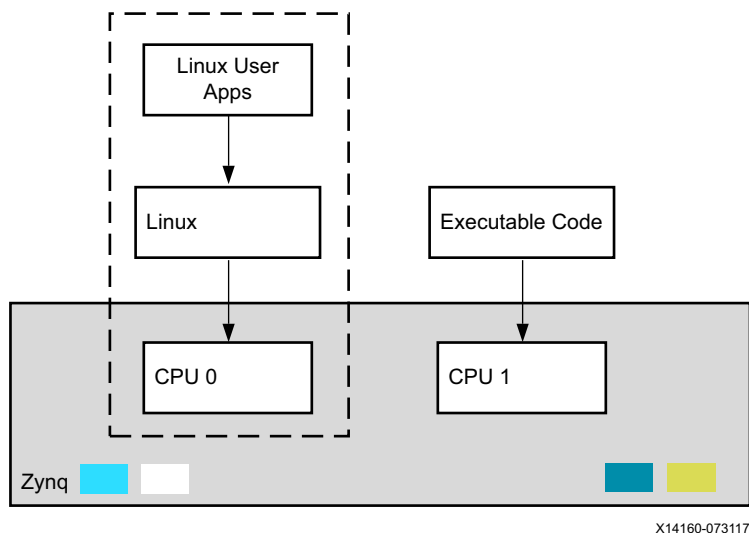 Linux User
Apps
Linux
Executable Code
CPU 0
CPU 1
Zynq
X14160-073117